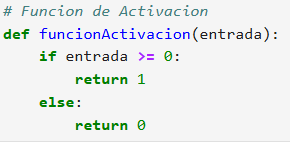 # Funcion de Activacion
def funcionActivacion(entrada):
    if entrada >= 0:
        return 1
    else:
        return 0